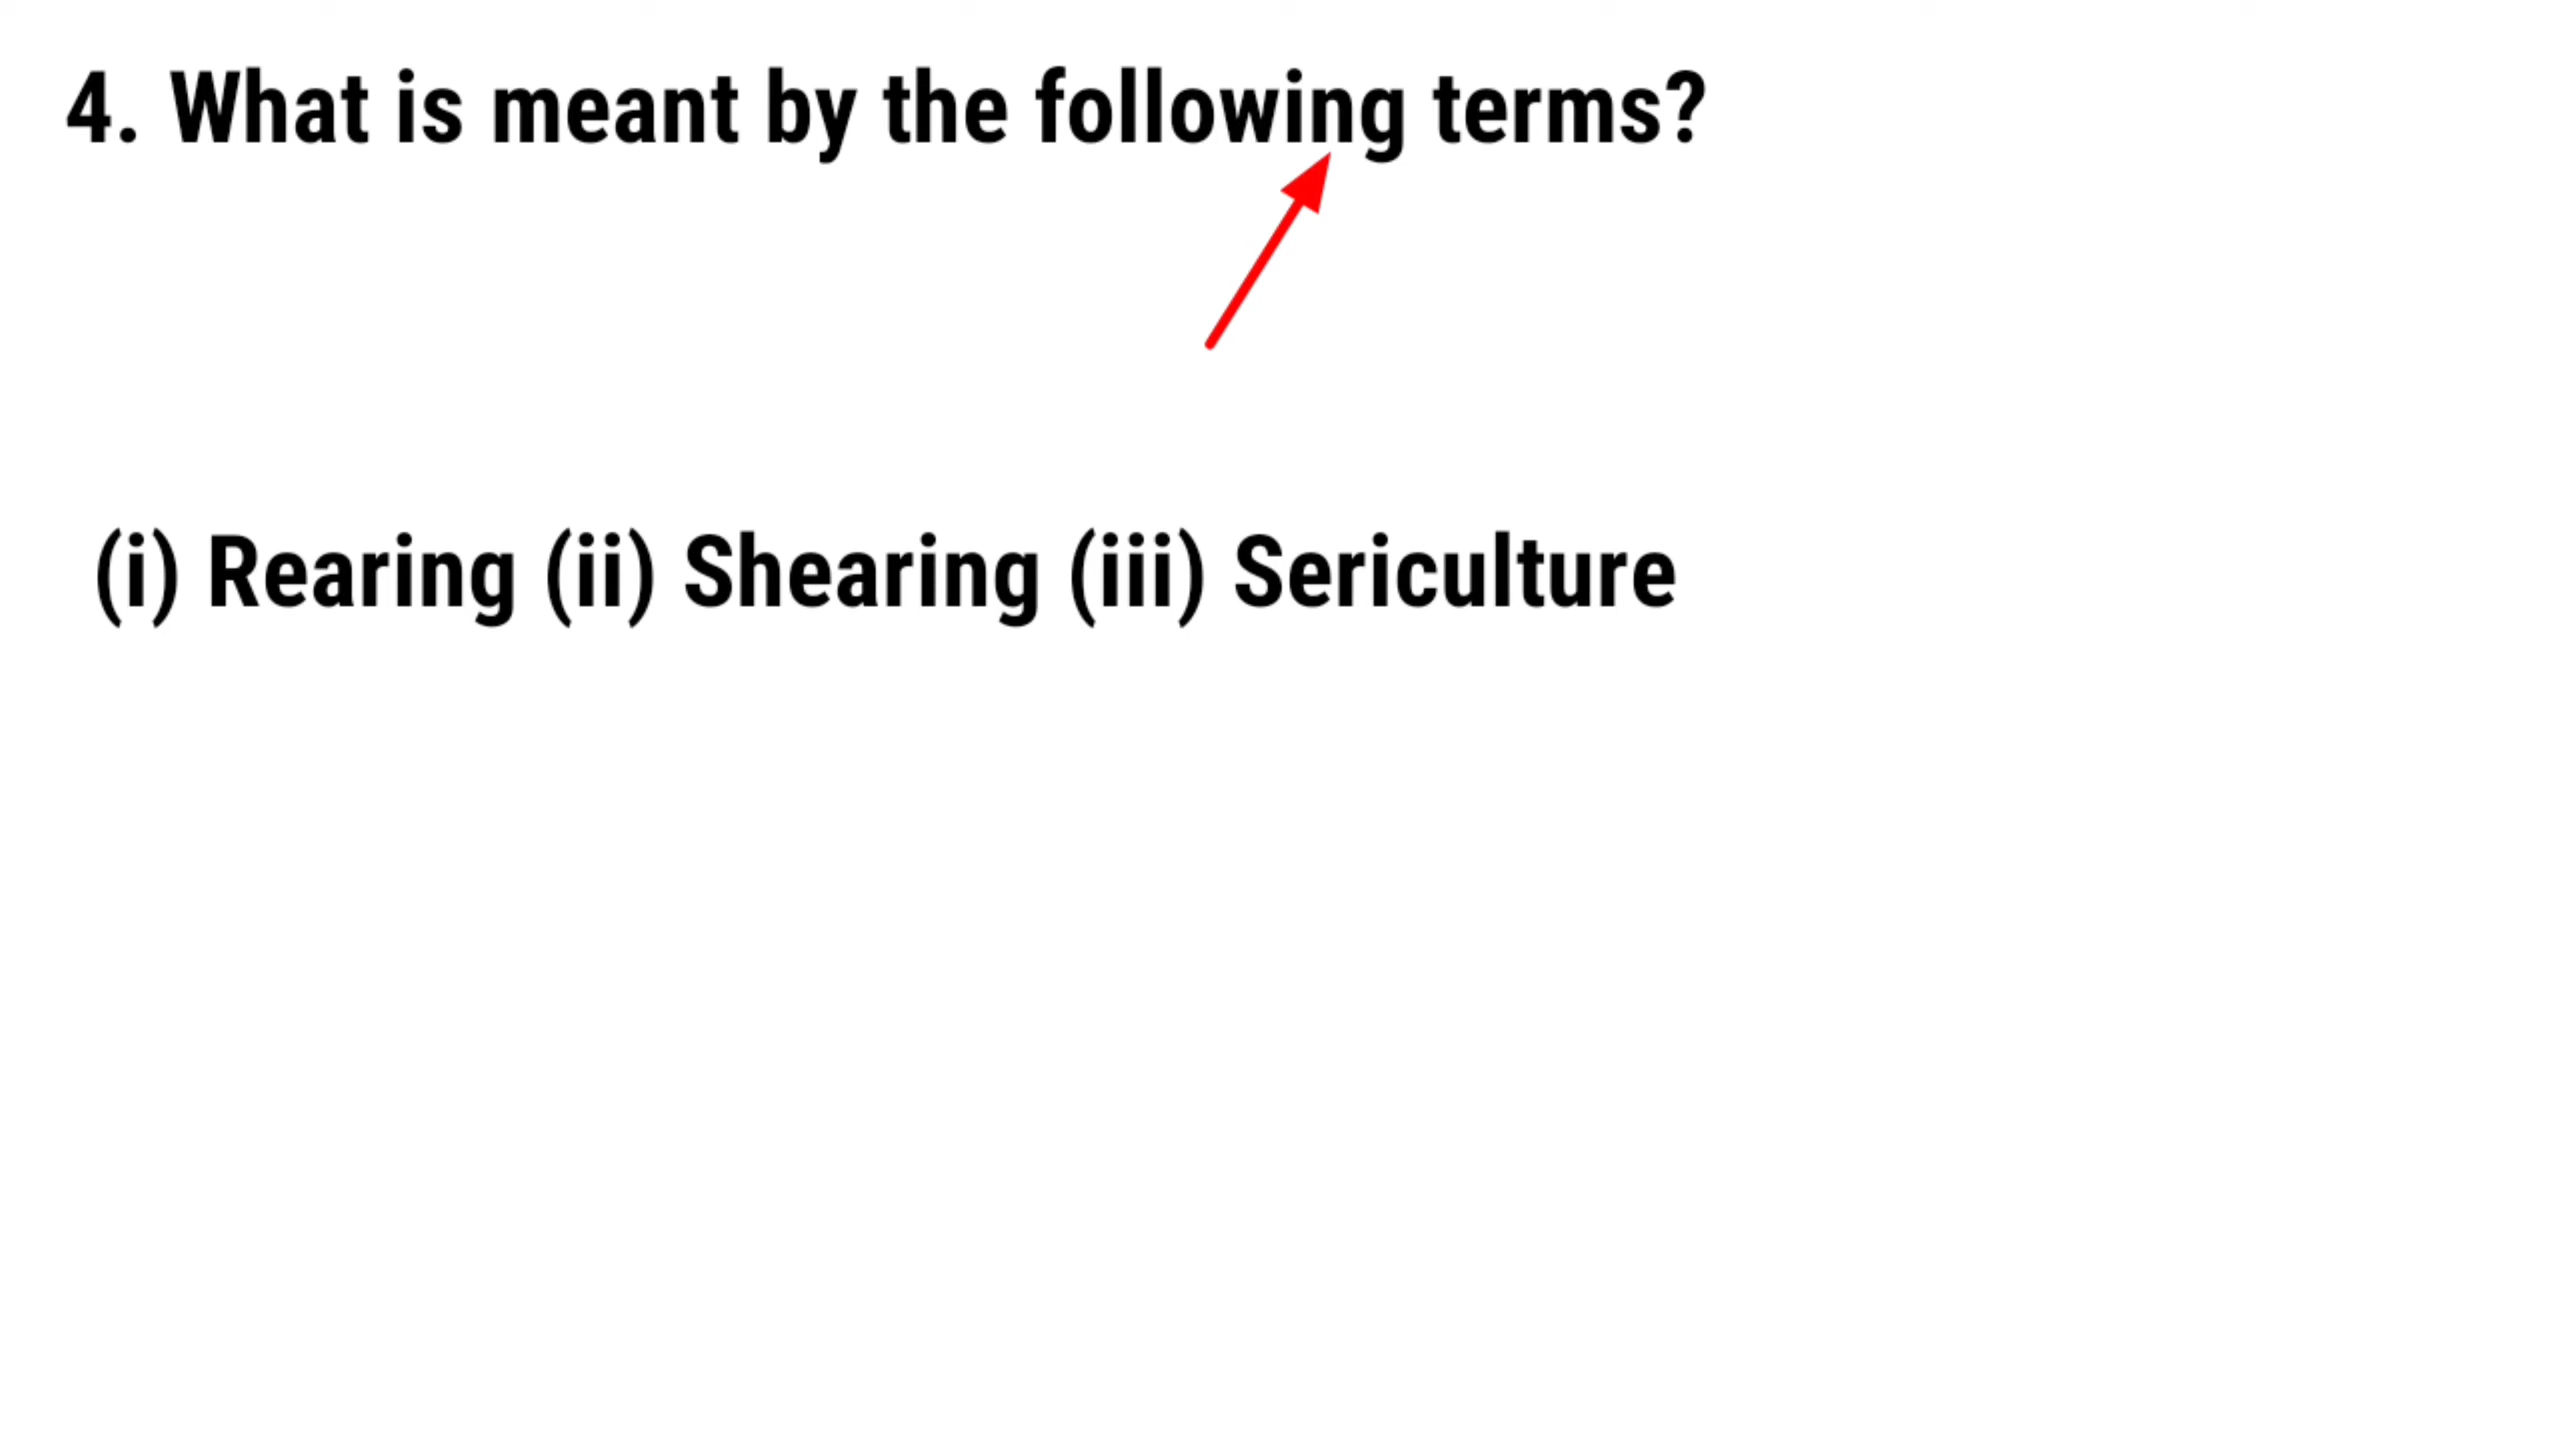 4. What is meant by the following terms?
(i) Rearing (ii) Shearing (iii) Sericulture